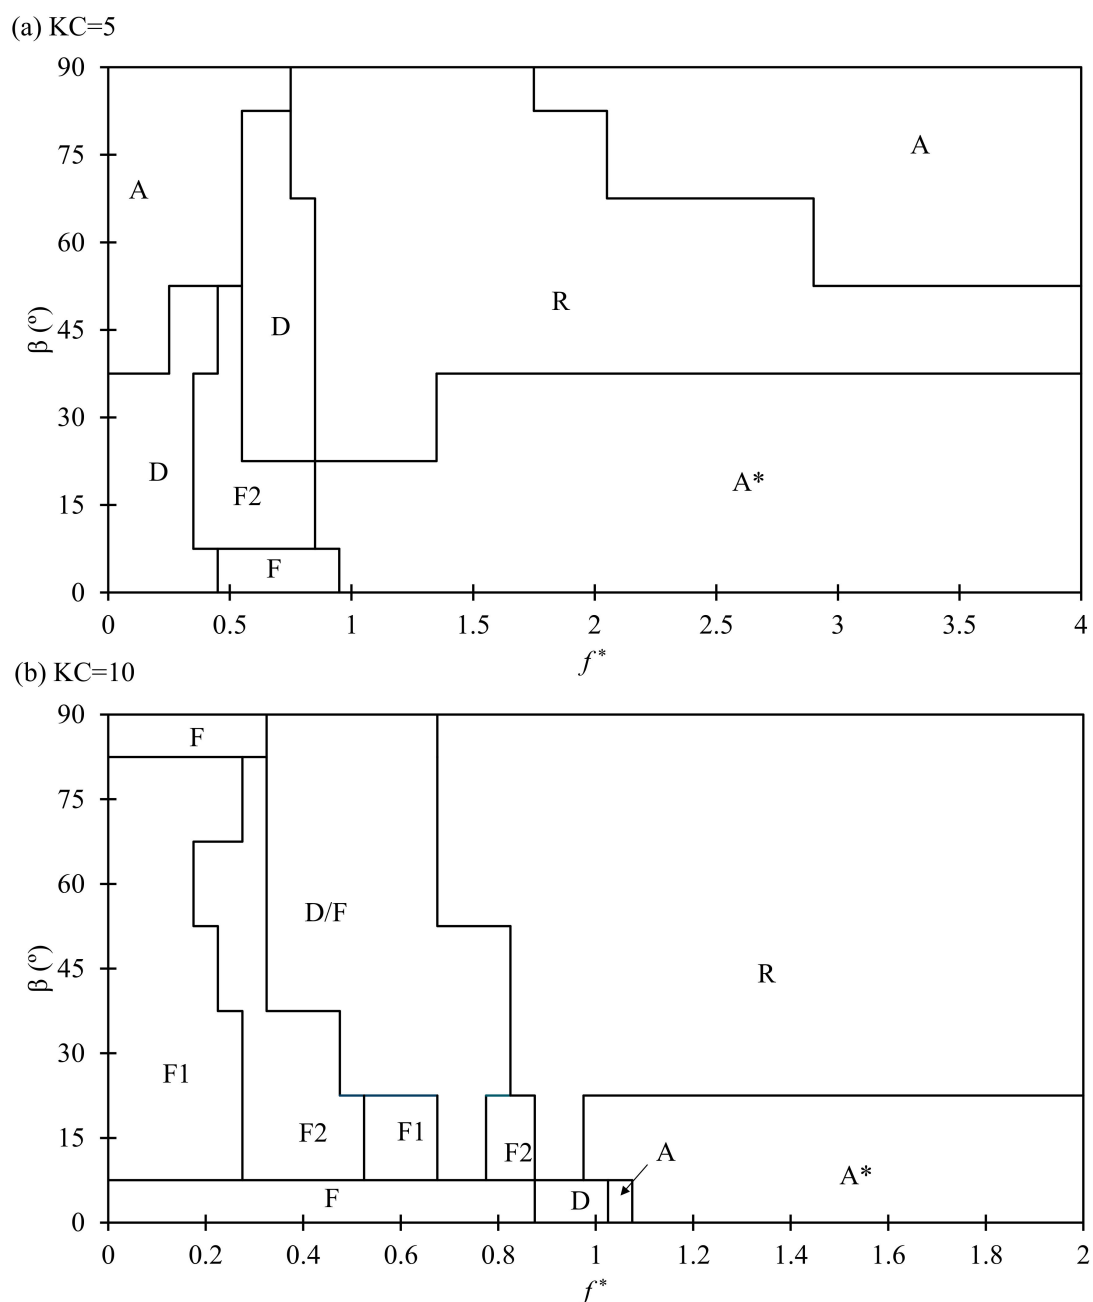 (a) KC=5
90
A
75
A
60
R
D
45
β (º)
30
A*
D
F2
15
F
0
0 0.5 1 1.5 2 2.5 3 3.5 4
f*
(b) KC=10
90
F
75
60
D/F
45
R
β (º)
30
F1
F2 F1
15
F2 A
A*
F D
0
0 0.2 0.4 0.6 0.8 1 1.2 1.4 1.6 1.8 2
f*